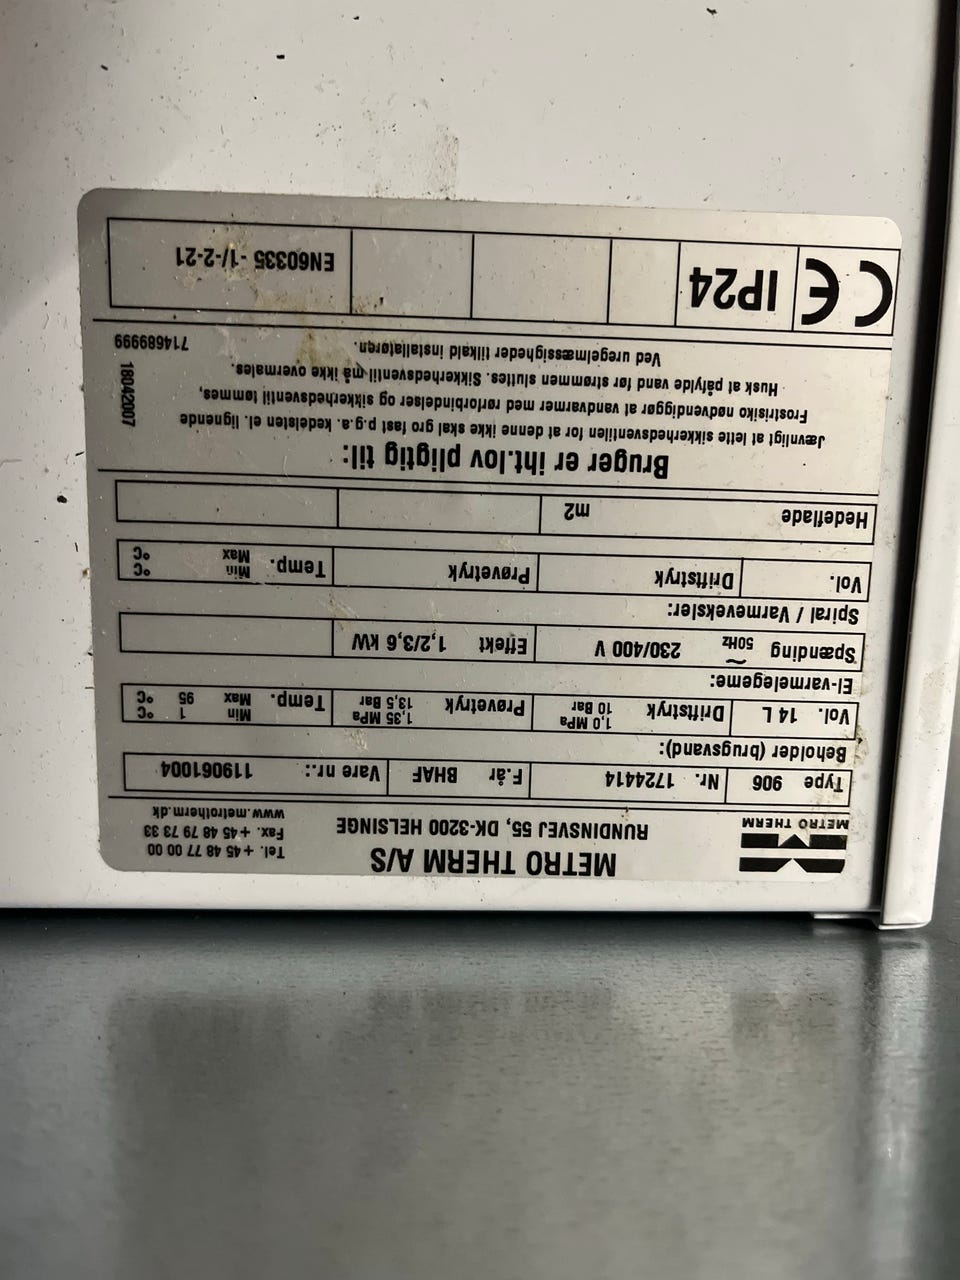 METRO THERM
METRO THERM A/S
RUNDINSVEJ 55, DK-3200 HELSINGE
Tel. +45 48 77 00 00
Fax. +45 48 79 73 33
www.metrotherm.dk
Type 906 Nr. 1724414 F.år BHAF Vare nr.: 119061004
Beholder (brugsvand):
Vol. 14 L Driftstryk 1,0 MPa 10 Bar Prøvetryk 1,35 MPa 13,5 Bar Temp. Min 1 °C Max 95 °C
El-varmelegeme:
Spænding 50Hz ~ 230/400 V Effekt 1,2/3,6 kW
Spiral / Varmeveksler:
Vol. Driftstryk Prøvetryk Temp. Min °C Max °C
Hedeflade m2
Bruger er iht.lov pligtig til:
Jævnligt at lette sikkerhedsventilen for at denne ikke skal gro fast p.g.a. kedelsten el. lignende
Frostrisiko nødvendiggør at vandvarmer med rørforbindelser og sikkerhedsventil tømmes,
Husk at påfylde vand før strømmen sluttes. Sikkerhedsventil må ikke overmales.
Ved uregelmæssigheder tilkald installatøren.
18042007
714689999
CE IP24 EN60335 -1/-2-21